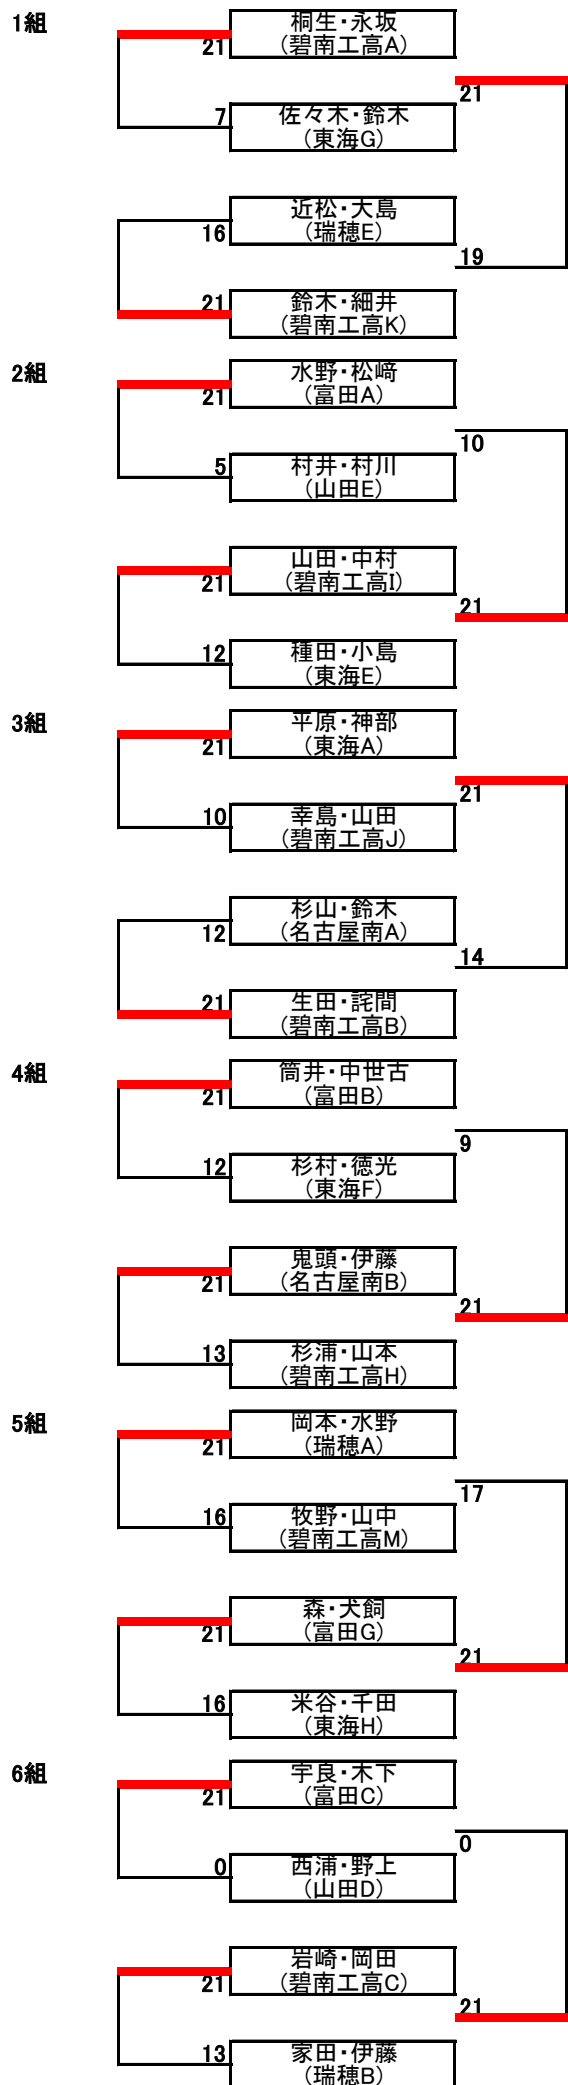 1組
桐生・永坂
21
(碧南工高A)
21
7
佐々木・鈴木
(東海G)
近松・大島
16
(瑞穂E)
19
21
鈴木・細井
(碧南工高K)
2組
水野・松﨑
21
(富田A)
10
5
村井・村川
(山田E)
山田・中村
21
(碧南工高I)
21
12
種田・小島
(東海E)
3組
平原・神部
21
(東海A)
21
10
幸島・山田
(碧南工高J)
杉山・鈴木
12
(名古屋南A)
14
21
生田・詫間
(碧南工高B)
4組
筒井・中世古
21
(富田B)
9
12
杉村・徳光
(東海F)
鬼頭・伊藤
21
(名古屋南B)
21
13
杉浦・山本
(碧南工高H)
5組
岡本・水野
21
(瑞穂A)
17
16
牧野・山中
(碧南工高M)
森・犬飼
21
(富田G)
21
16
米谷・千田
(東海H)
6組
宇良・木下
21
(富田C)
0
0
西浦・野上
(山田D)
岩崎・岡田
21
(碧南工高C)
21
13
家田・伊藤
(瑞穂B)